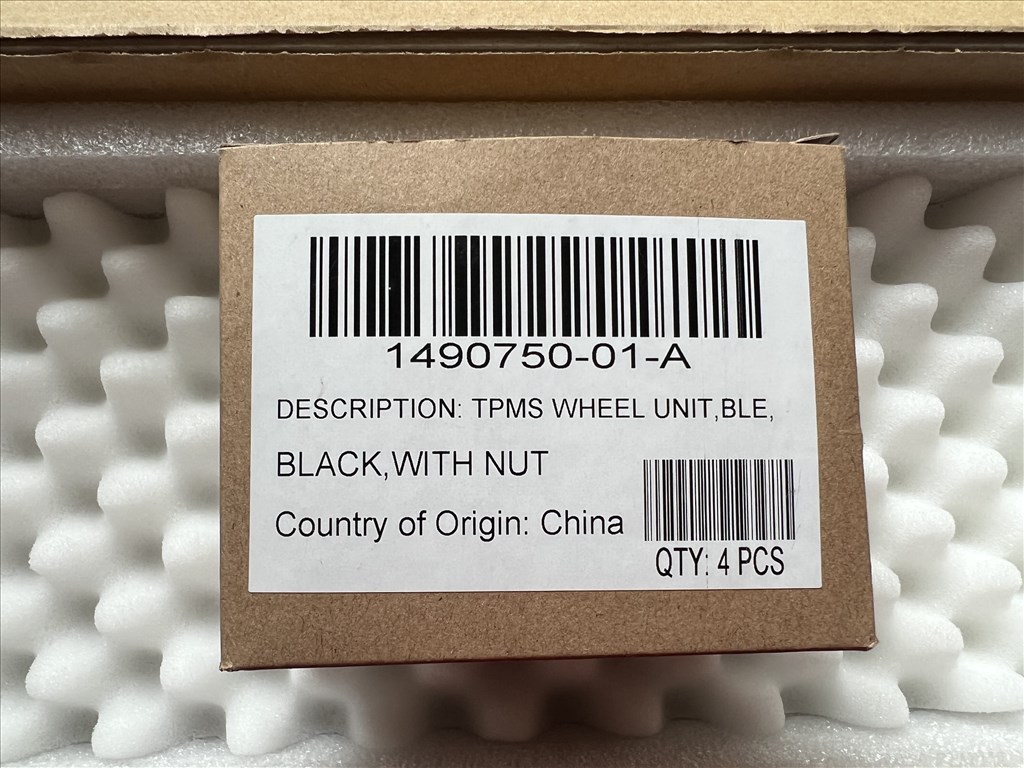 1490750-01-A
DESCRIPTION: TPMS WHEEL UNIT,BLE,
BLACK,WITH NUT
Country of Origin: China
QTY: 4 PCS